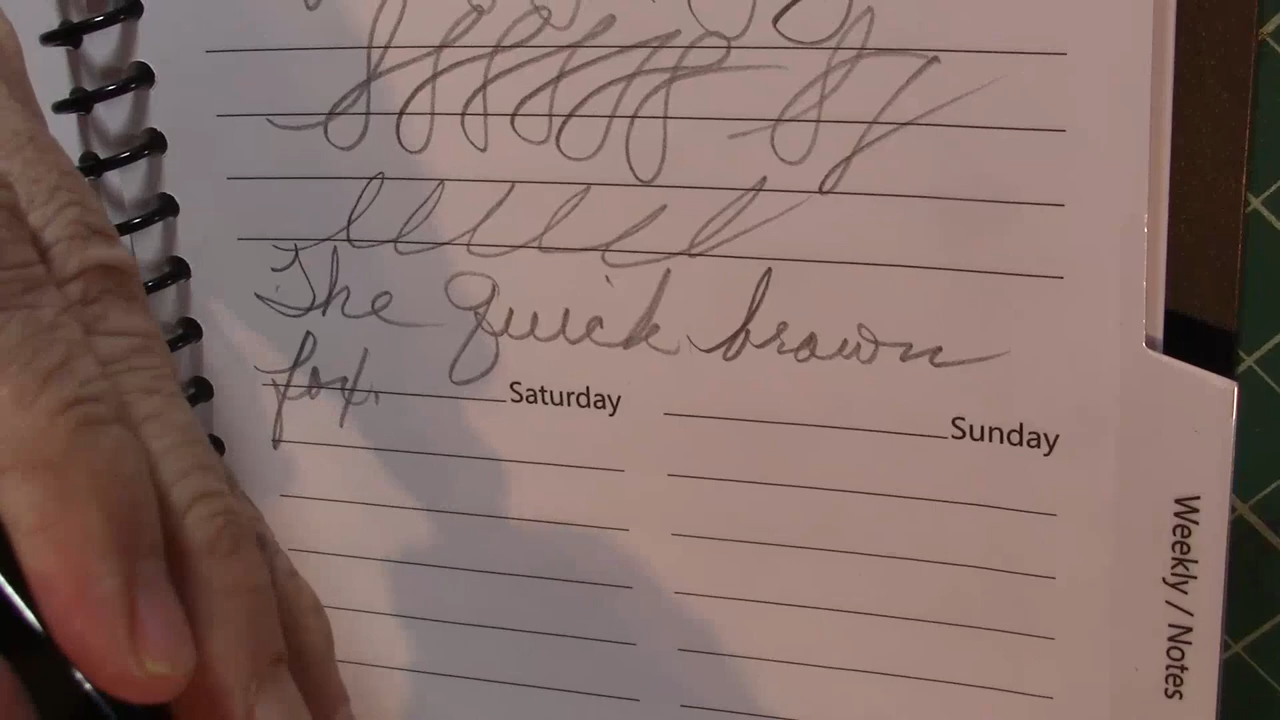 The quick brown
fox.
Saturday
Sunday
Weekly / Notes